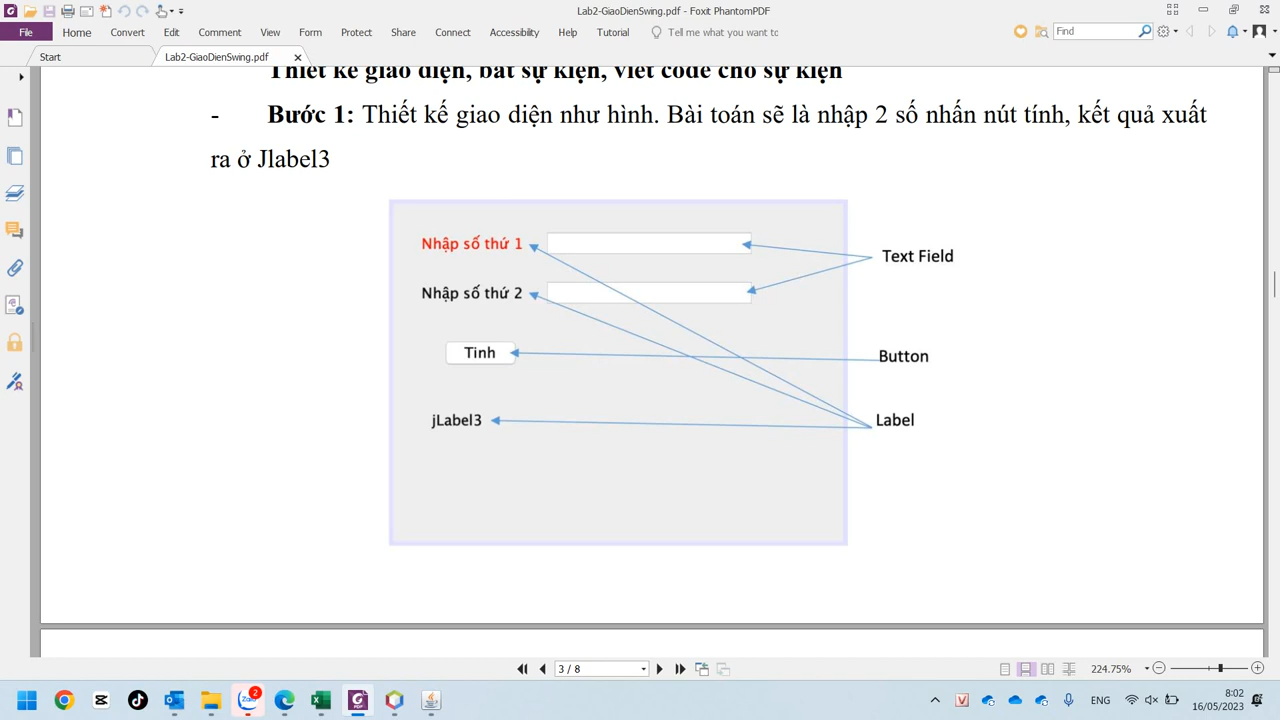 Lab2-GiaoDienSwing.pdf - Foxit PhantomPDF
File Home Convert Edit Comment View Form Protect Share Connect Accessibility Help Tutorial Tell me what you want to Find
Start Lab2-GiaoDienSwing.pdf
Thiết kế giao diện, bắt sự kiện, viết code cho sự kiện
- Bước 1: Thiết kế giao diện như hình. Bài toán sẽ là nhập 2 số nhấn nút tính, kết quả xuất
ra ở Jlabel3
Nhập số thứ 1
Text Field
Nhập số thứ 2
Tinh
Button
jLabel3
Label
3 / 8
224.75%
Zalo 2
PDF
V
ENG
8:02
16/05/2023